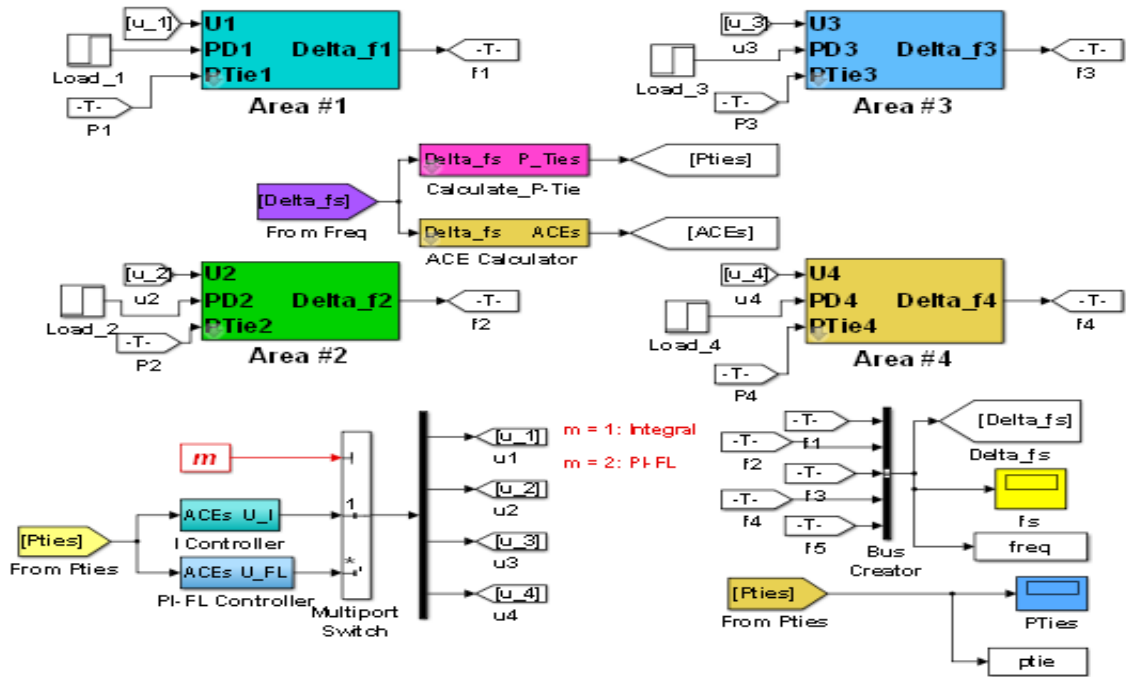 [u_1]
U1
PD1
Delta_f1
PTie1
-T-
f1
Load_1
-T-
P1
Area #1
[u_3]
u3
U3
PD3
Delta_f3
PTie3
-T-
f3
Load_3
-T-
P3
Area #3
[Delta_fs]
From Freq
Delta_fs P_Ties
Calculate_P-Tie
[Pties]
Delta_fs ACEs
ACE Calculator
[ACEs]
[u_2]
u2
U2
PD2
Delta_f2
PTie2
-T-
f2
Load_2
-T-
P2
Area #2
[u_4]
u4
U4
PD4
Delta_f4
PTie4
-T-
f4
Load_4
-T-
P4
Area #4
m
[Pties]
From Pties
ACEs U_I
I Controller
ACEs U_FL
PI-FL Controller
1
*
Multiport
Switch
[u_1]
u1
[u_2]
u2
[u_3]
u3
[u_4]
u4
m = 1: Integral
m = 2: PI-FL
-T-
f1
-T-
f2
-T-
f3
-T-
f4
-T-
f5
Bus
Creator
[Delta_fs]
Delta_fs
fs
freq
[Pties]
From Pties
PTies
ptie